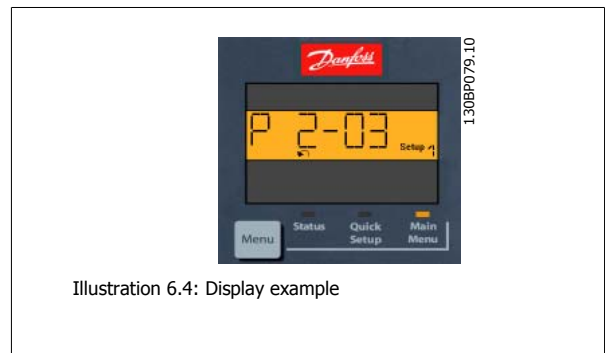 Danfoss
130BP079.10
P 2-03
Setup 1
Menu
Status
Quick Setup
Main Menu
Illustration 6.4: Display example